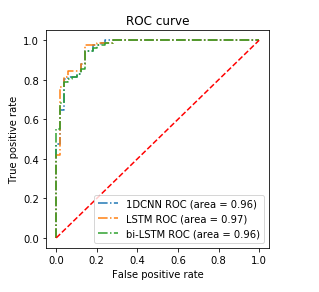 ROC curve
True positive rate
1.0
0.8
0.6
0.4
0.2
0.0
1DCNN ROC (area = 0.96)
LSTM ROC (area = 0.97)
bi-LSTM ROC (area = 0.96)
0.0 0.2 0.4 0.6 0.8 1.0
False positive rate